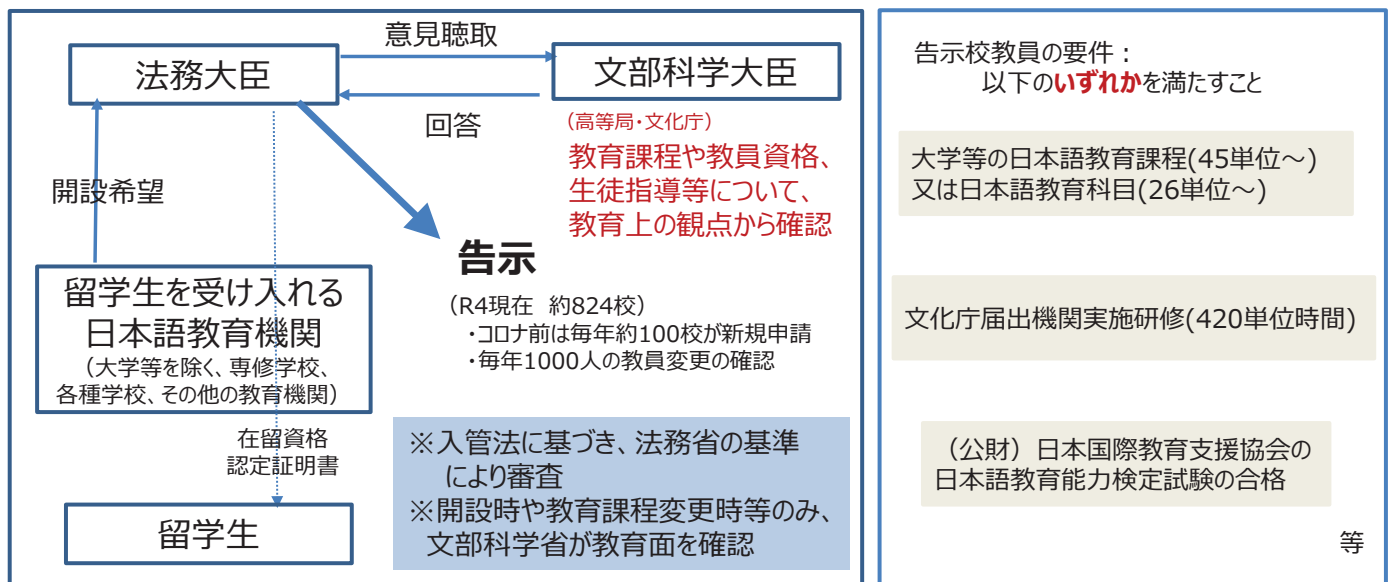 意見聴取
法務大臣
文部科学大臣
回答
（高等局・文化庁）
教育課程や教員資格、
生徒指導等について、
教育上の観点から確認
開設希望
告示
（R4現在 約824校）
・コロナ前は毎年約100校が新規申請
・毎年1000人の教員変更の確認
留学生を受け入れる
日本語教育機関
（大学等を除く、専修学校、
各種学校、その他の教育機関）
在留資格
認定証明書
留学生
※入管法に基づき、法務省の基準
により審査
※開設時や教育課程変更時等のみ、
文部科学省が教育面を確認
告示校教員の要件：
以下のいずれかを満たすこと
大学等の日本語教育課程(45単位～)
又は日本語教育科目(26単位～)
文化庁届出機関実施研修(420単位時間)
（公財）日本国際教育支援協会の
日本語教育能力検定試験の合格
等